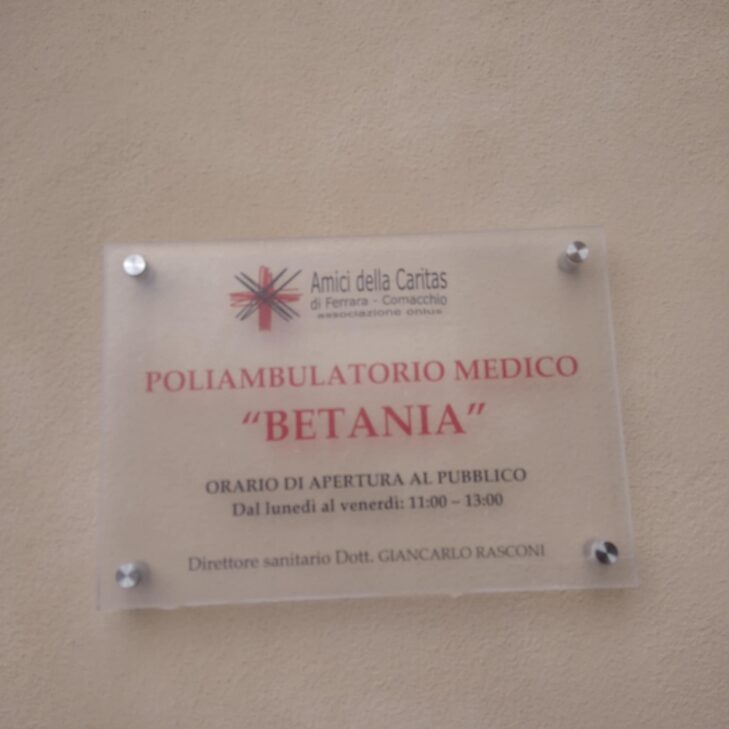 Amici della Caritas
di Ferrara - Comacchio
associazione onlus
POLIAMBULATORIO MEDICO
“BETANIA”
ORARIO DI APERTURA AL PUBBLICO
Dal lunedì al venerdì: 11:00 – 13:00
Direttore sanitario Dott. GIANCARLO RASCONI